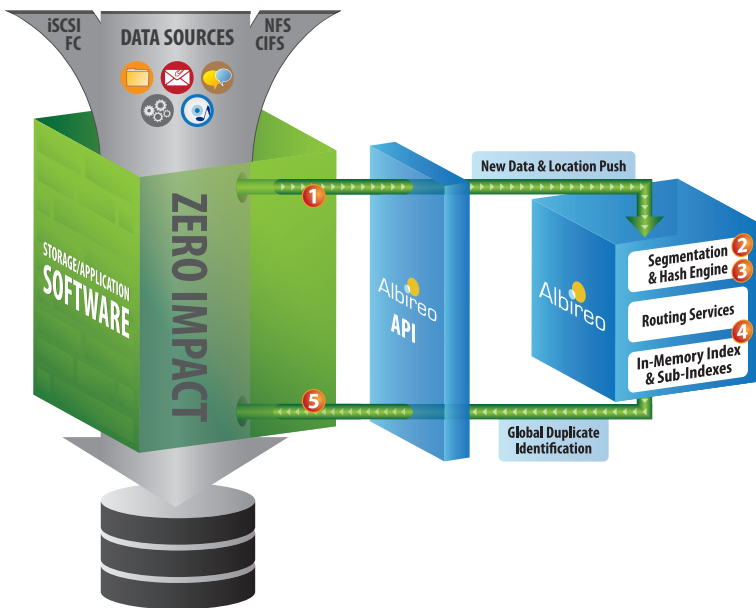 iSCSI
FC
DATA SOURCES
NFS
CIFS
STORAGE/APPLICATION
SOFTWARE
ZERO IMPACT
1
New Data & Location Push
Albireo
API
Albireo
Segmentation
& Hash Engine
2
3
Routing Services
4
In-Memory Index
& Sub-Indexes
5
Global Duplicate
Identification